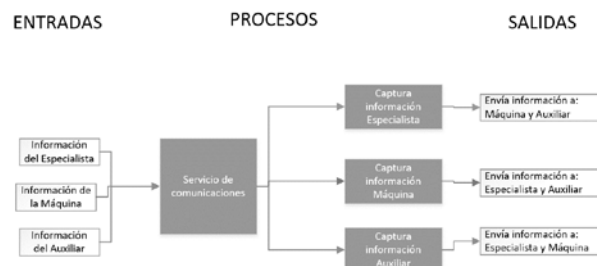 ENTRADAS
PROCESOS
SALIDAS
Información
del Especialista
Información de
la Máquina
Información
del Auxiliar
Servicio de
comunicaciones
Captura
información
Especialista
Captura
información
Máquina
Captura
información
Auxiliar
Envía información a:
Máquina y Auxiliar
Envía información a:
Especialista y Auxiliar
Envía información a:
Especialista y Máquina